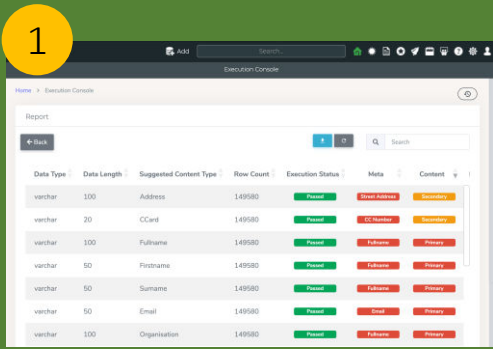 1
Add
Search...
Execution Console
Home > Execution Console
Report
← Back
Search
Data Type Data Length Suggested Content Type Row Count Execution Status Meta Content
varchar 100 Address 149580 Passed Street Address Secondary
varchar 20 CCard 149580 Passed CC Number Secondary
varchar 100 Fullname 149580 Passed Fullname Primary
varchar 50 Firstname 149580 Passed Fullname Primary
varchar 50 Surname 149580 Passed Fullname Primary
varchar 50 Email 149580 Passed Email Primary
varchar 100 Organisation 149580 Passed Fullname Primary